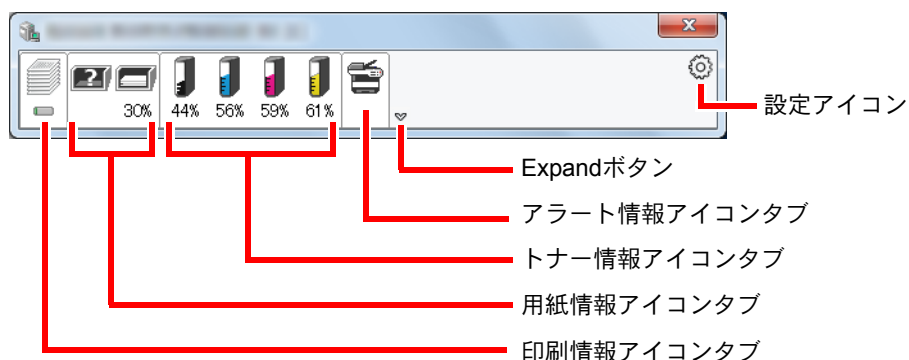 30% 44% 56% 59% 61%
設定アイコン
Expandボタン
アラート情報アイコンタブ
トナー情報アイコンタブ
用紙情報アイコンタブ
印刷情報アイコンタブ